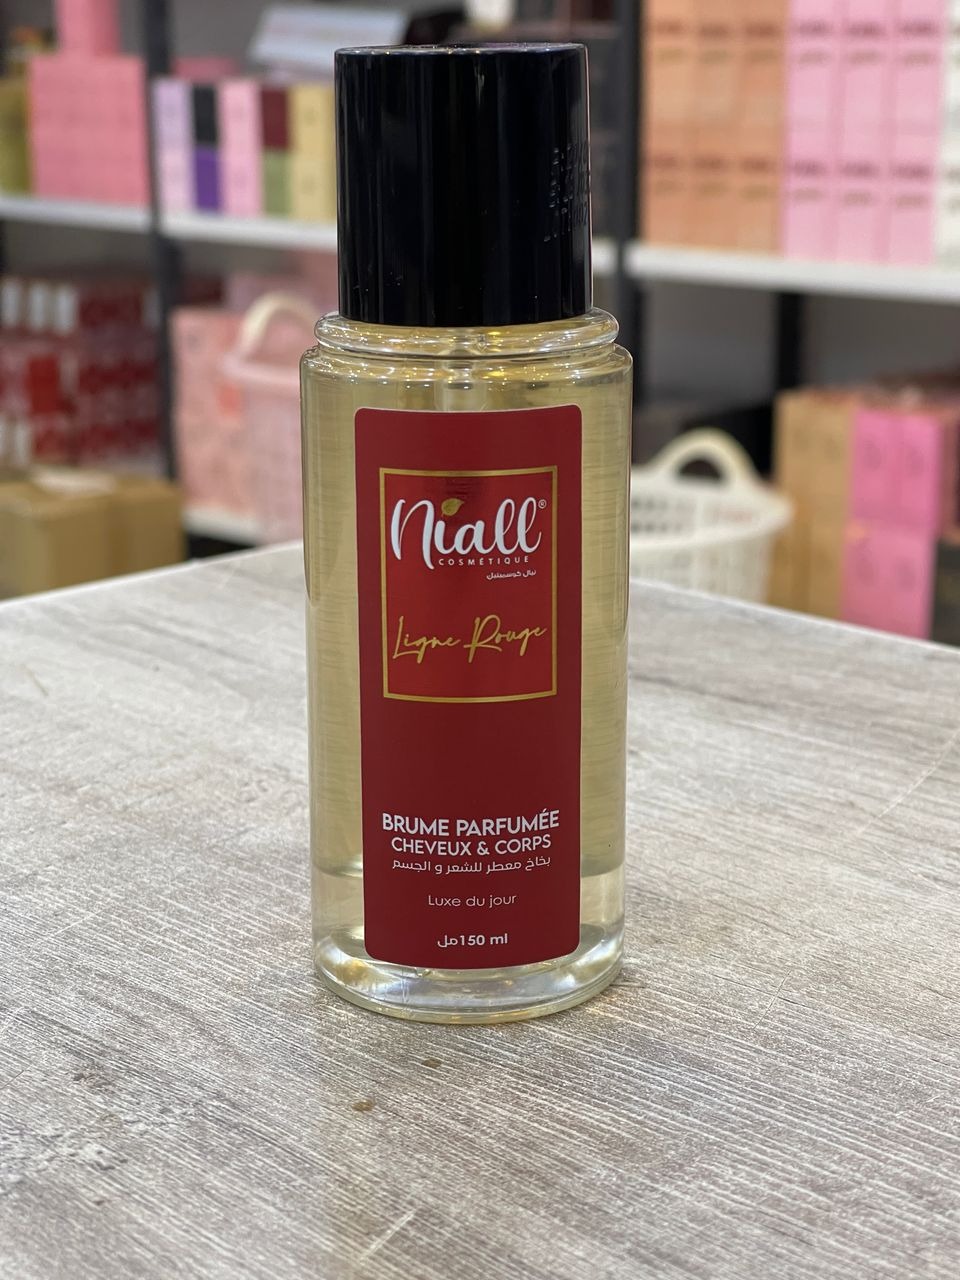 Niall®
COSMÉTIQUE
نيال كوسميتيك
Ligne Rouge
BRUME PARFUMÉE
CHEVEUX & CORPS
بخاخ معطر للشعر و الجسم
Luxe du jour
150 ml مل